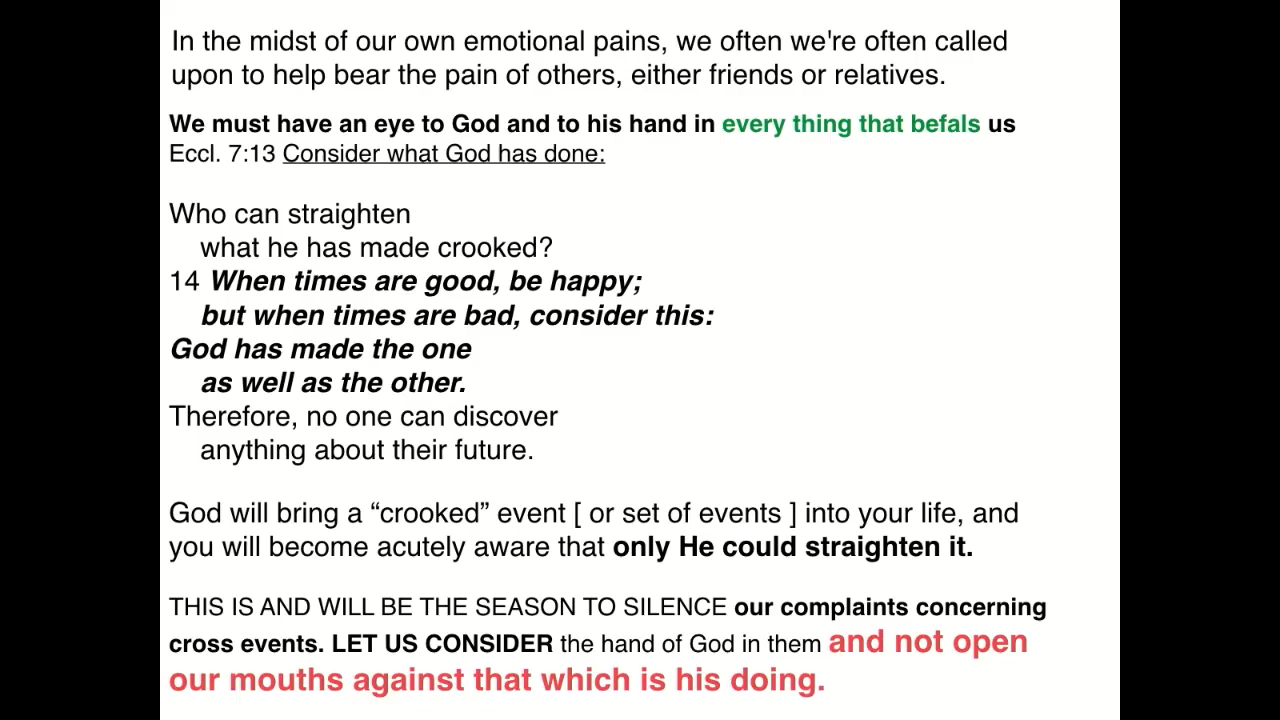 In the midst of our own emotional pains, we often we're often called
upon to help bear the pain of others, either friends or relatives.
We must have an eye to God and to his hand in every thing that befals us
Eccl. 7:13 Consider what God has done:
Who can straighten
what he has made crooked?
14 When times are good, be happy;
but when times are bad, consider this:
God has made the one
as well as the other.
Therefore, no one can discover
anything about their future.
God will bring a “crooked” event [ or set of events ] into your life, and
you will become acutely aware that only He could straighten it.
THIS IS AND WILL BE THE SEASON TO SILENCE our complaints concerning
cross events. LET US CONSIDER the hand of God in them and not open
our mouths against that which is his doing.